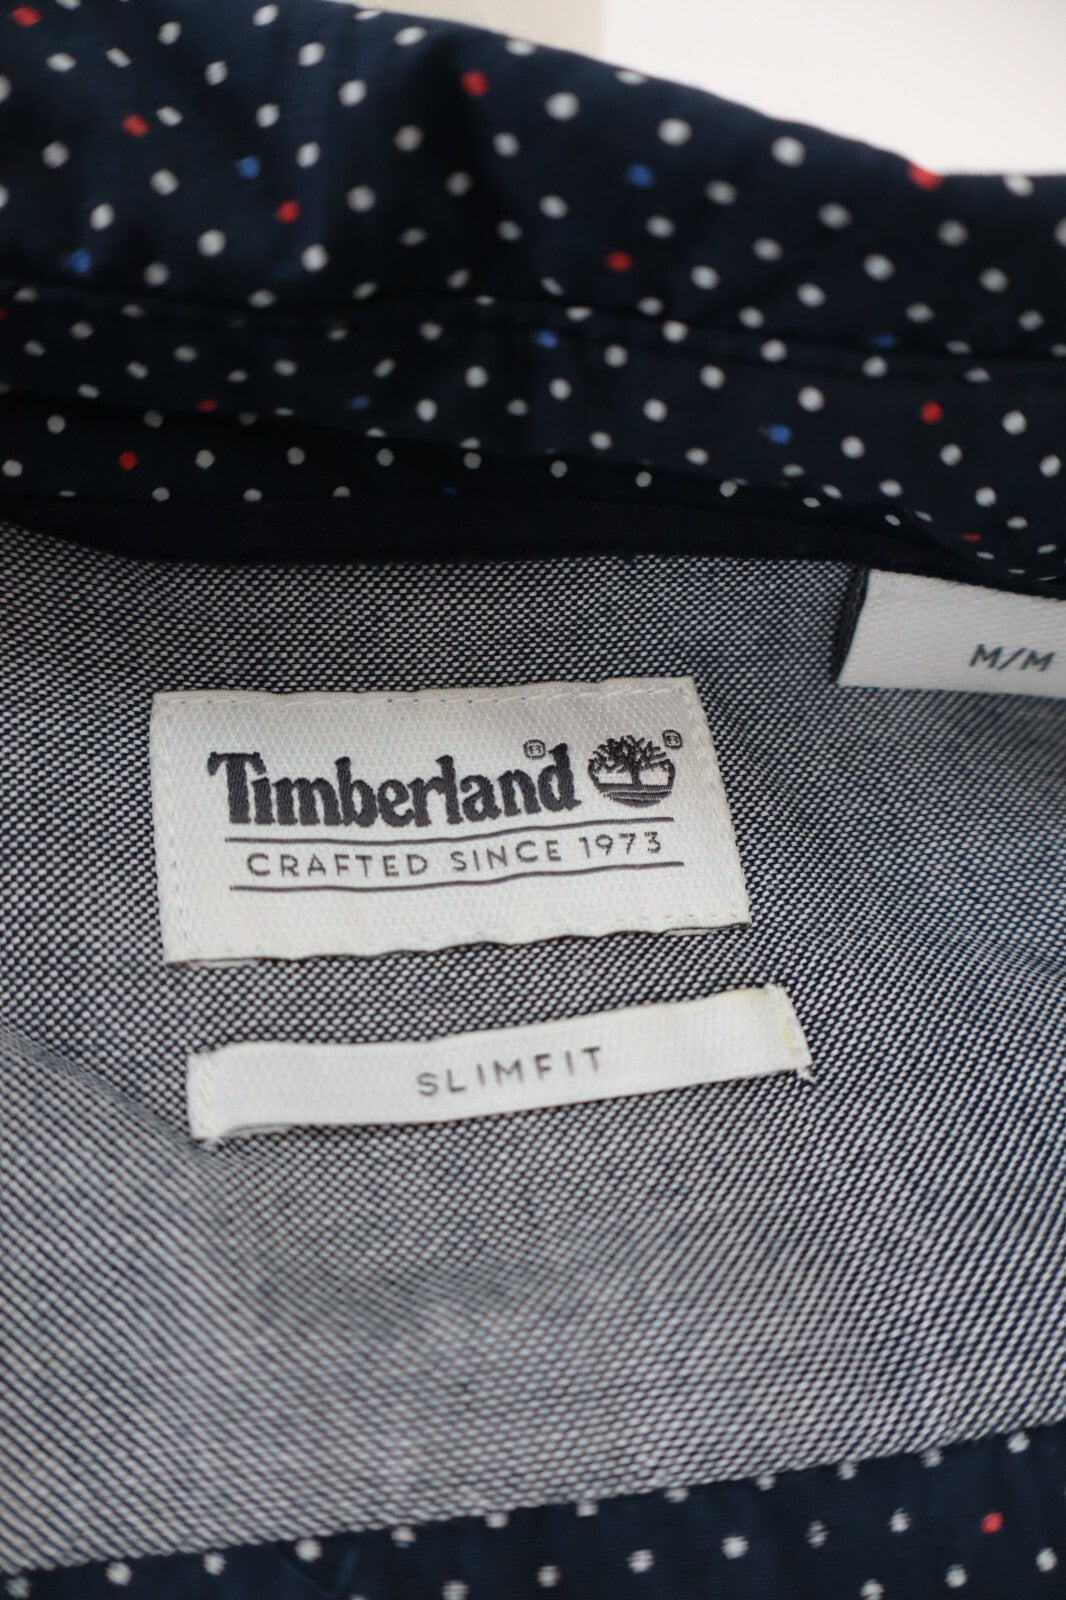 M/M
Timberland®®
CRAFTED SINCE 1973
SLIMFIT